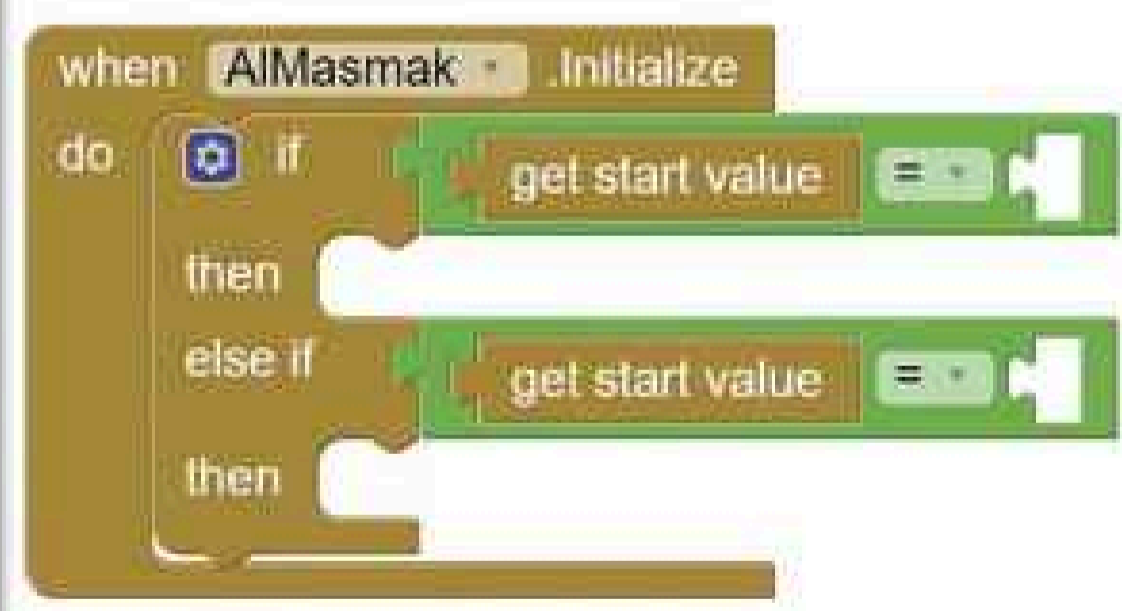 when AlMasmak .Initialize
do if get start value =
then
else if get start value =
then